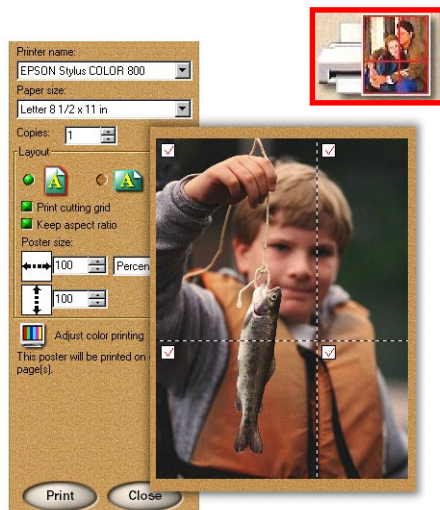 Printer name:
EPSON Stylus COLOR 800
Paper size:
Letter 8 1/2 x 11 in
Copies: 1
Layout
A A
Print cutting grid
Keep aspect ratio
Poster size:
100 Percen
100
Adjust color printing
This poster will be printed on
page(s).
Print Close